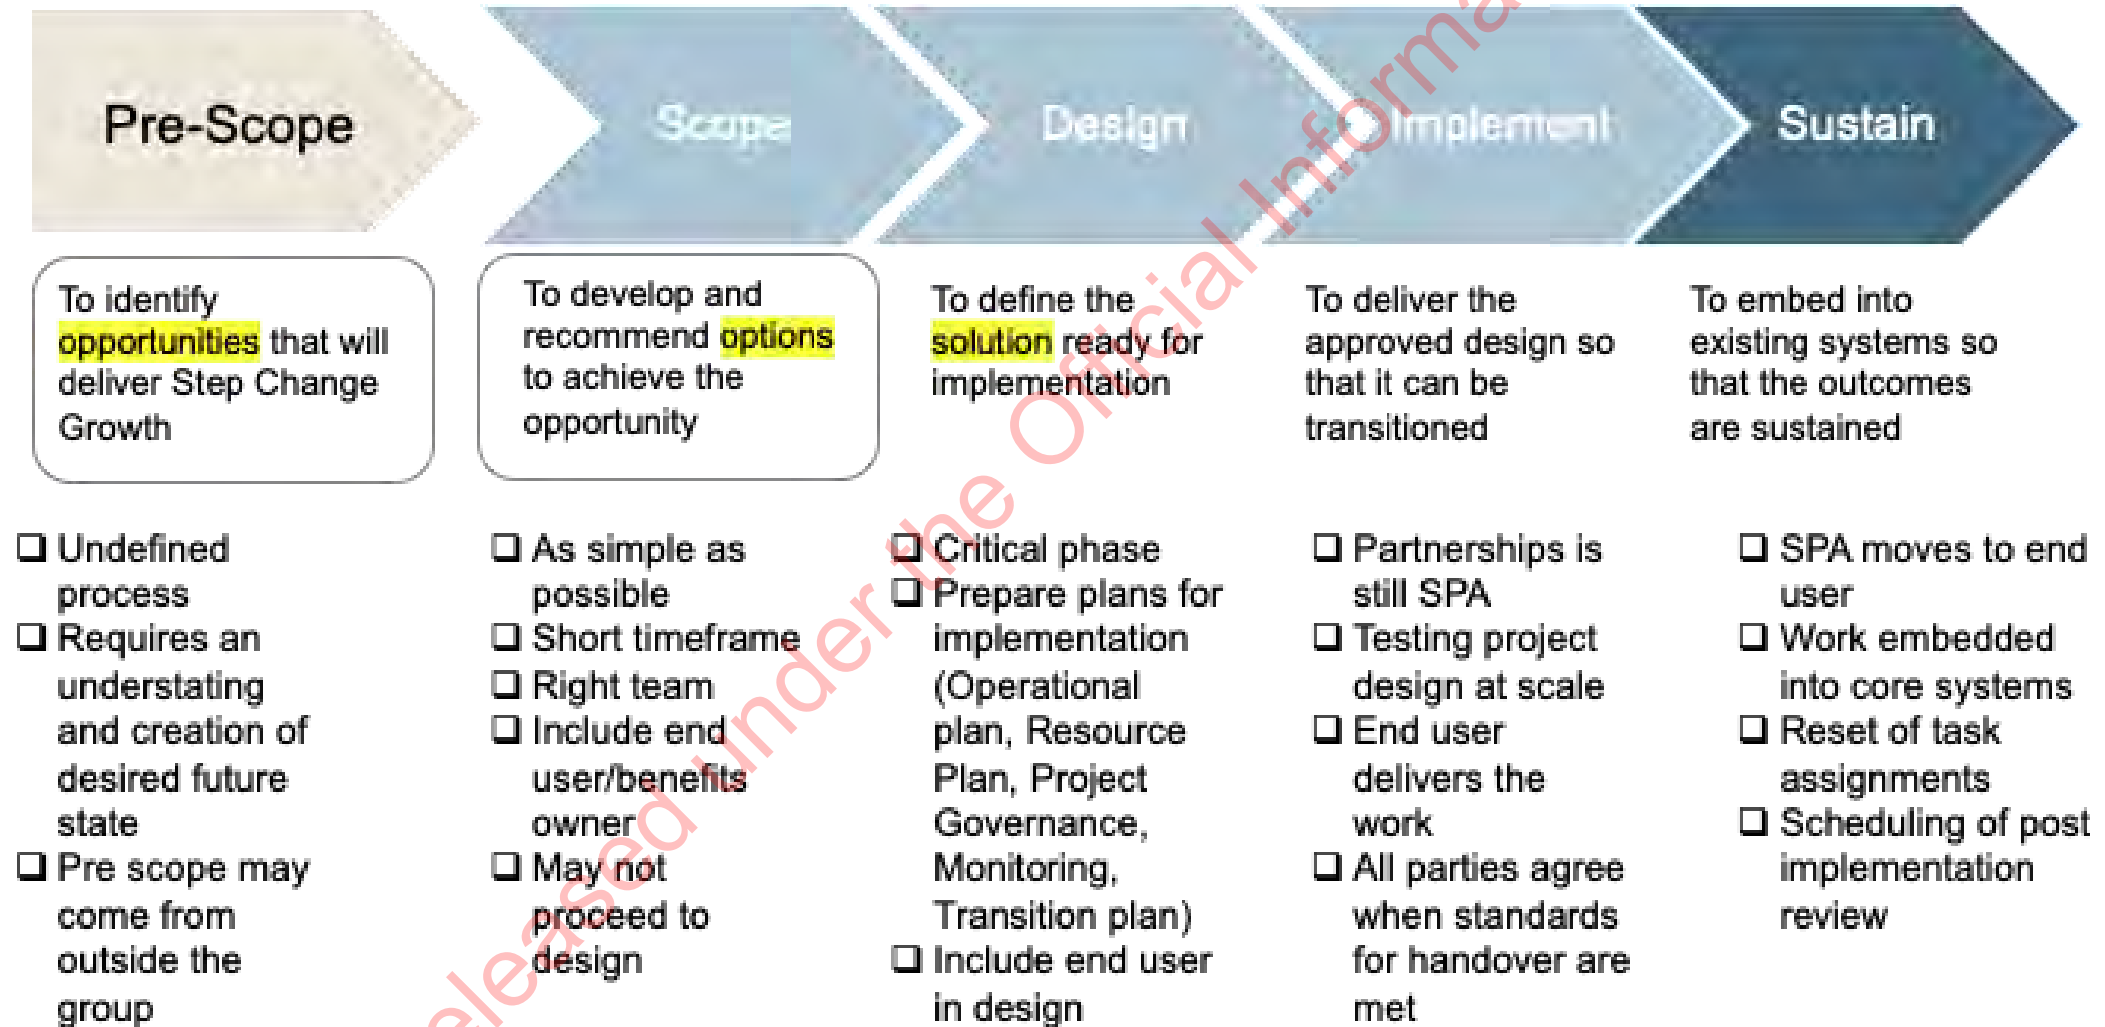 Pre-Scope
Scope
Design
Implement
Sustain
To identify
opportunities that will
deliver Step Change
Growth
To develop and
recommend options
to achieve the
opportunity
To define the
solution ready for
implementation
To deliver the
approved design so
that it can be
transitioned
To embed into
existing systems so
that the outcomes
are sustained
❑ Undefined
process
❑ Requires an
understating
and creation of
desired future
state
❑ Pre scope may
come from
outside the
group
❑ As simple as
possible
❑ Short timeframe
❑ Right team
❑ Include end
user/benefits
owner
❑ May not
proceed to
design
❑ Critical phase
❑ Prepare plans for
implementation
(Operational
plan, Resource
Plan, Project
Governance,
Monitoring,
Transition plan)
❑ Include end user
in design
❑ Partnerships is
still SPA
❑ Testing project
design at scale
❑ End user
delivers the
work
❑ All parties agree
when standards
for handover are
met
❑ SPA moves to end
user
❑ Work embedded
into core systems
❑ Reset of task
assignments
❑ Scheduling of post
implementation
review
eleased under the Official Informa